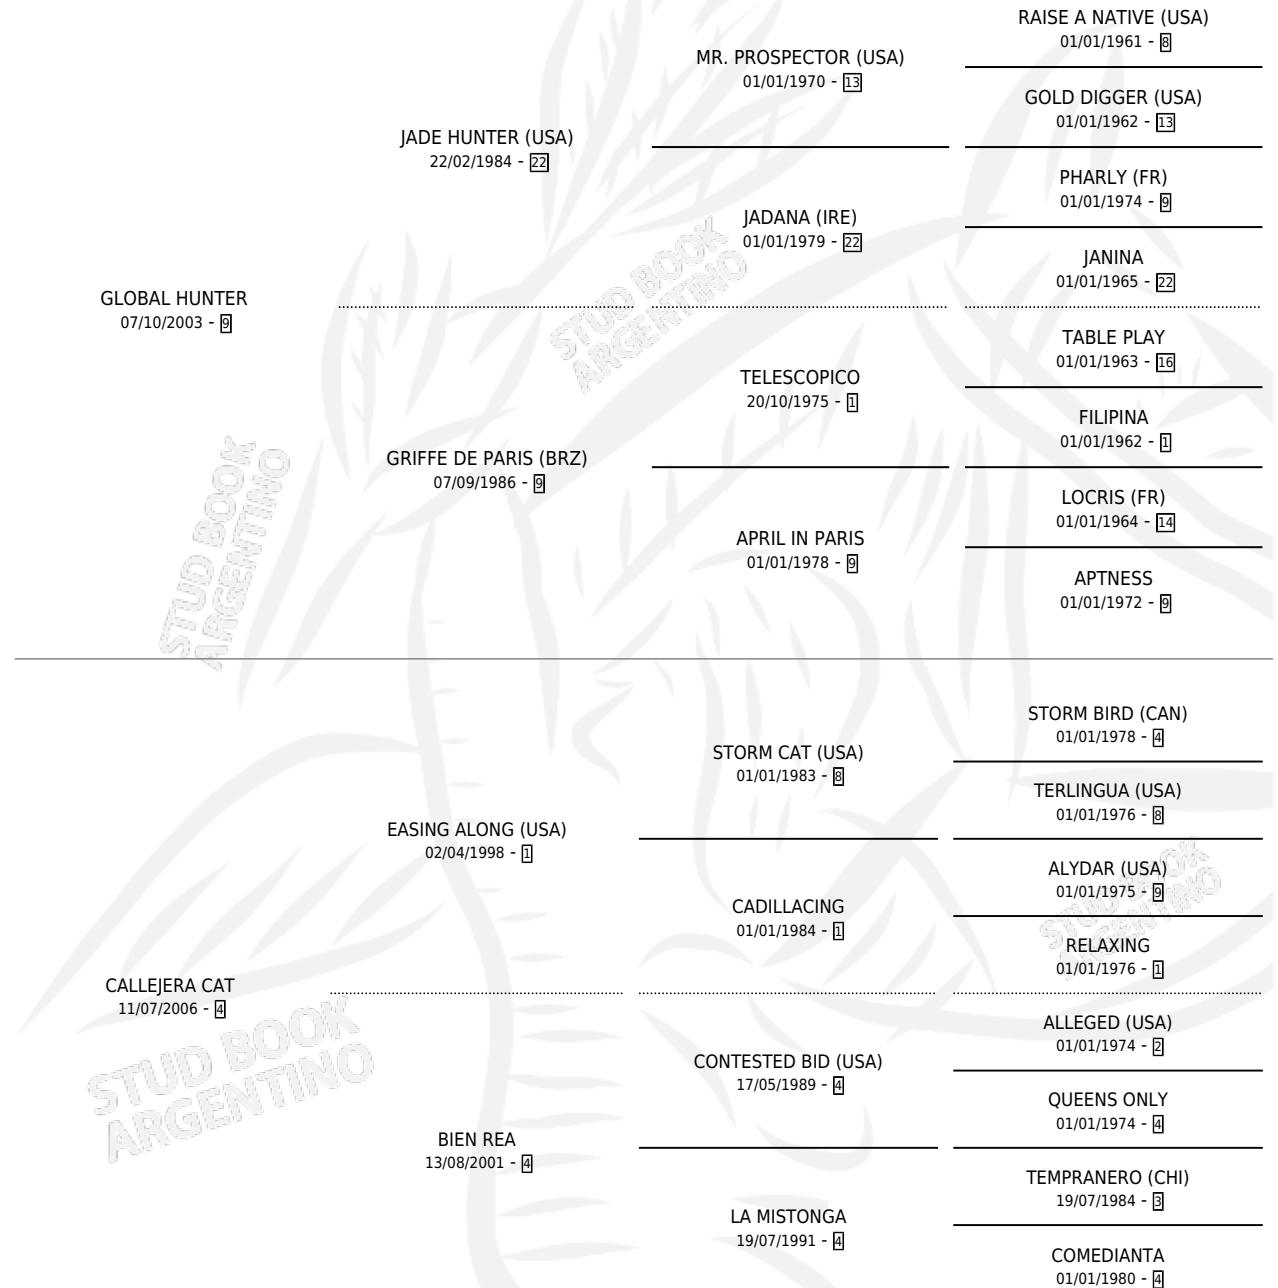 RAISE A NATIVE (USA)
01/01/1961 - 8
MR. PROSPECTOR (USA)
01/01/1970 - 13
GOLD DIGGER (USA)
01/01/1962 - 13
JADE HUNTER (USA)
22/02/1984 - 22
PHARLY (FR)
01/01/1974 - 9
JADANA (IRE)
01/01/1979 - 22
JANINA
01/01/1965 - 22
GLOBAL HUNTER
07/10/2003 - 9
TABLE PLAY
01/01/1963 - 16
TELESCOPICO
20/10/1975 - 1
FILIPINA
01/01/1962 - 1
GRIFFE DE PARIS (BRZ)
07/09/1986 - 9
LOCRIS (FR)
01/01/1964 - 14
APRIL IN PARIS
01/01/1978 - 9
APTNESS
01/01/1972 - 9
STORM BIRD (CAN)
01/01/1978 - 4
STORM CAT (USA)
01/01/1983 - 8
TERLINGUA (USA)
01/01/1976 - 8
EASING ALONG (USA)
02/04/1998 - 1
ALYDAR (USA)
01/01/1975 - 9
CADILLACING
01/01/1984 - 1
RELAXING
01/01/1976 - 1
CALLEJERA CAT
11/07/2006 - 4
ALLEGED (USA)
01/01/1974 - 2
CONTESTED BID (USA)
17/05/1989 - 4
QUEENS ONLY
01/01/1974 - 4
BIEN REA
13/08/2001 - 4
TEMPRANERO (CHI)
19/07/1984 - 3
LA MISTONGA
19/07/1991 - 4
COMEDIANTA
01/01/1980 - 4
STUD BOOK
ARGENTINO
STUD BOOK
ARGENTINO
STUD BOOK
ARGENTINO
STUD BOOK
ARGENTINO